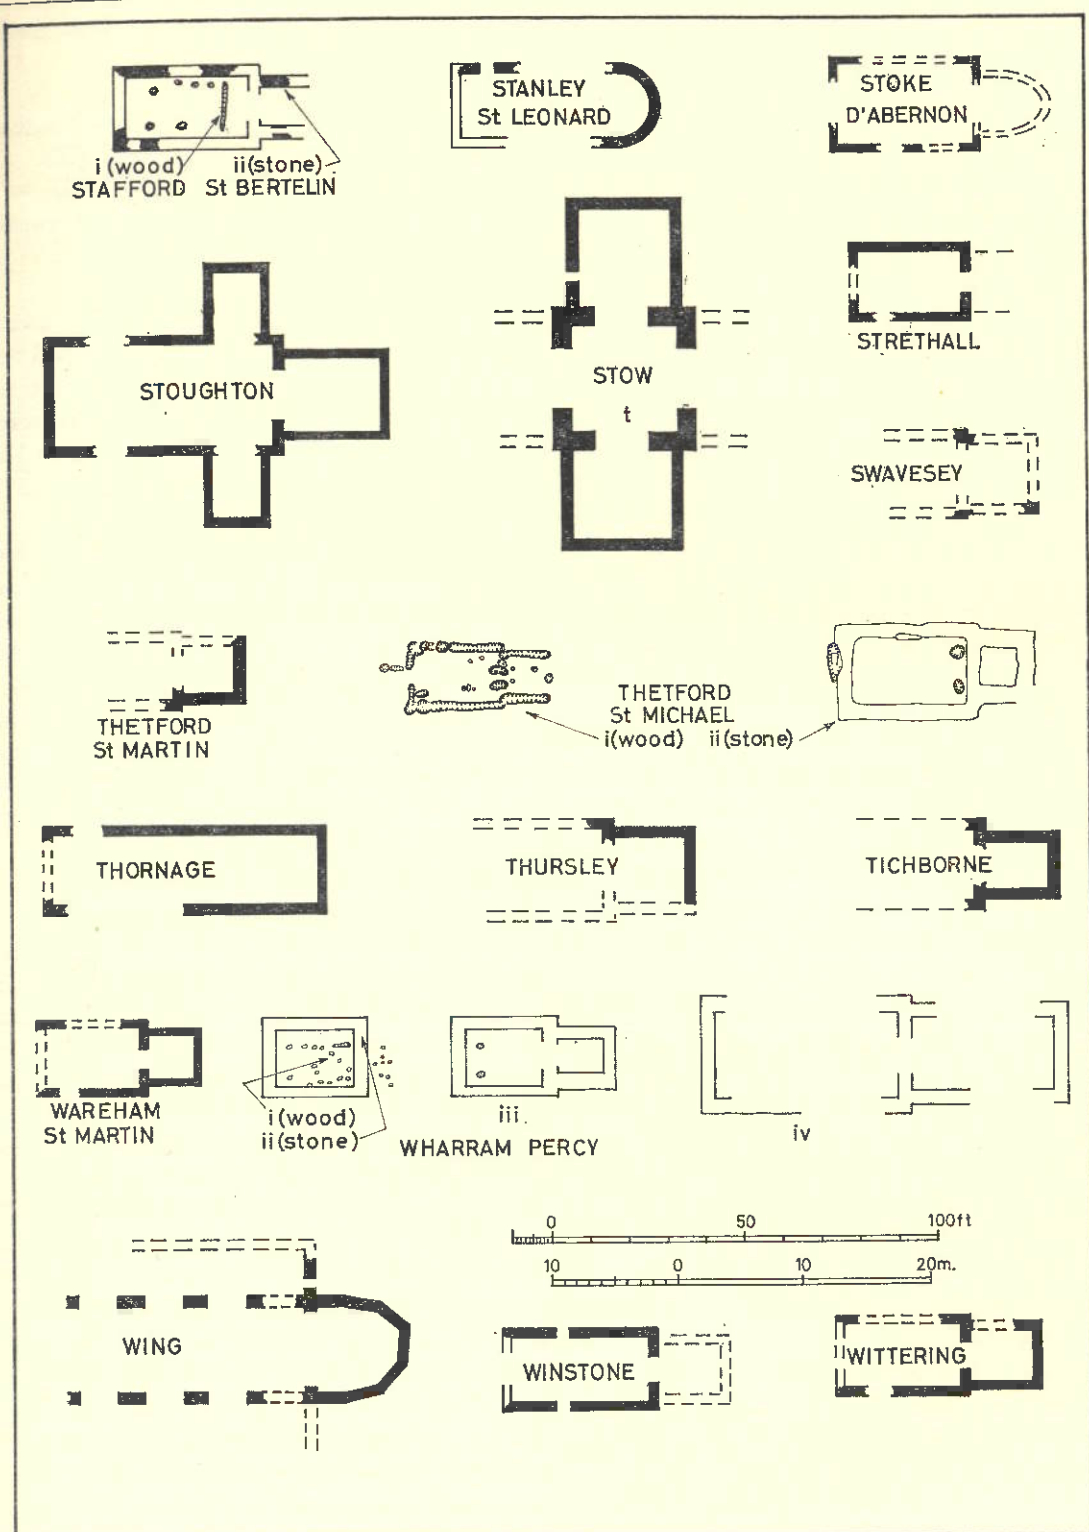 i (wood) ii(stone)
STAFFORD St BERTELIN
STANLEY
St LEONARD
STOKE
D'ABERNON
STOUGHTON
STOW
t
STRETHALL
SWAVESEY
THETFORD
St MARTIN
THETFORD
St MICHAEL
i(wood) ii(stone)
THORNAGE
THURSLEY
TICHBORNE
WAREHAM
St MARTIN
i(wood)
ii(stone)
iii
iv
WHARRAM PERCY
WING
0 50 100ft
10 0 10 20m.
WINSTONE
WITTERING